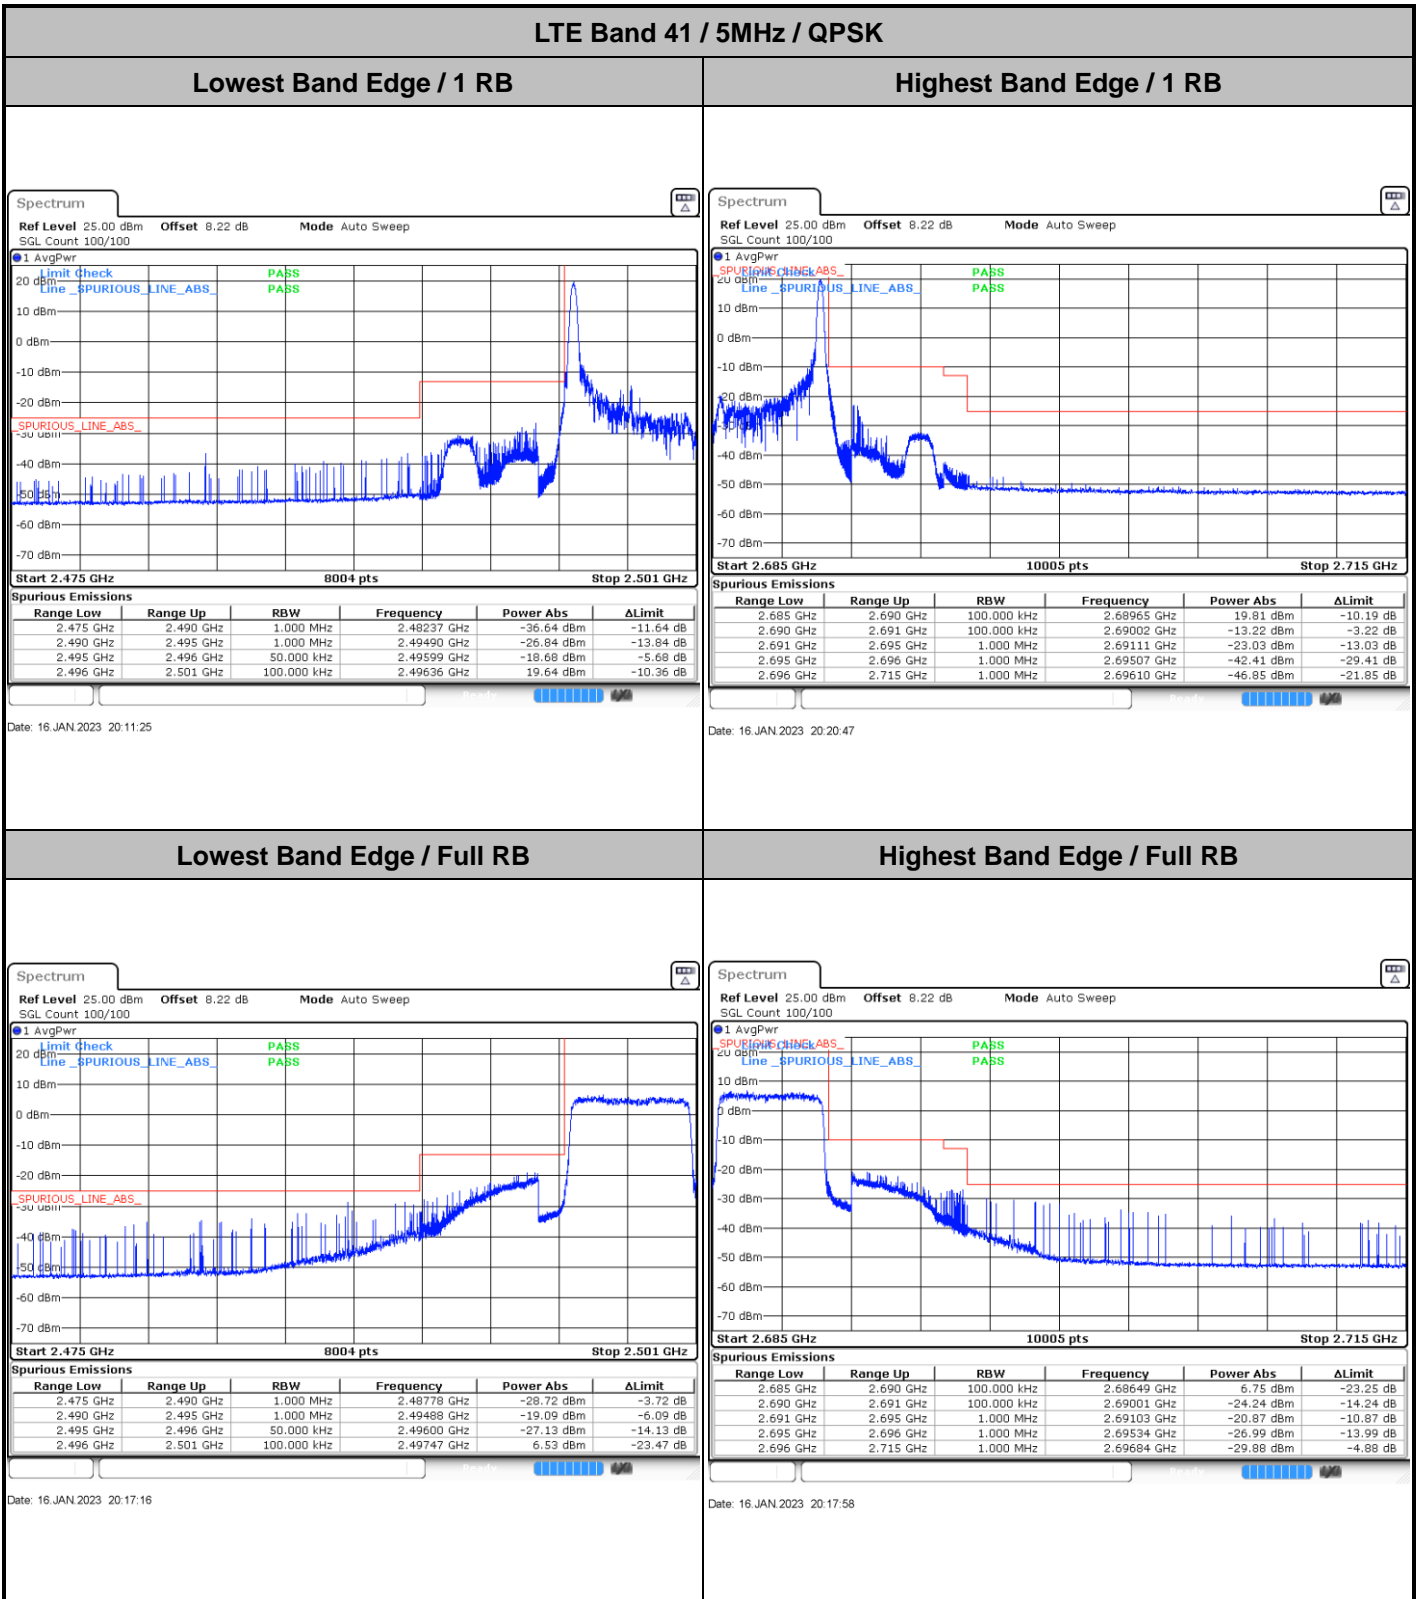 LTE Band 41 / 5MHz / QPSK
Lowest Band Edge / 1 RB
Highest Band Edge / 1 RB
Spectrum
Ref Level 25.00 dBm Offset 8.22 dB Mode Auto Sweep
SGL Count 100/100
1 AvgPwr
Limit Check PASS
Line _SPURIOUS_LINE_ABS_ PASS
20 dBm
10 dBm
0 dBm
-10 dBm
-20 dBm
_SPURIOUS_LINE_ABS_
-30 dBm
-40 dBm
-50 dBm
-60 dBm
-70 dBm
Start 2.475 GHz 8004 pts Stop 2.501 GHz
Spurious Emissions
Range Low Range Up RBW Frequency Power Abs ΔLimit
2.475 GHz 2.490 GHz 1.000 MHz 2.48237 GHz -36.64 dBm -11.64 dB
2.490 GHz 2.495 GHz 1.000 MHz 2.49490 GHz -26.84 dBm -13.84 dB
2.495 GHz 2.496 GHz 50.000 kHz 2.49599 GHz -18.68 dBm -5.68 dB
2.496 GHz 2.501 GHz 100.000 kHz 2.49636 GHz 19.64 dBm -10.36 dB
Ready
Date: 16.JAN.2023 20:11:25
Spectrum
Ref Level 25.00 dBm Offset 8.22 dB Mode Auto Sweep
SGL Count 100/100
1 AvgPwr
_SPURIOUS_LINE_ABS_
Limit Check PASS
Line _SPURIOUS_LINE_ABS_ PASS
20 dBm
10 dBm
0 dBm
-10 dBm
-20 dBm
-30 dBm
-40 dBm
-50 dBm
-60 dBm
-70 dBm
Start 2.685 GHz 10005 pts Stop 2.715 GHz
Spurious Emissions
Range Low Range Up RBW Frequency Power Abs ΔLimit
2.685 GHz 2.690 GHz 100.000 kHz 2.68965 GHz 19.81 dBm -10.19 dB
2.690 GHz 2.691 GHz 100.000 kHz 2.69002 GHz -13.22 dBm -3.22 dB
2.691 GHz 2.695 GHz 1.000 MHz 2.69111 GHz -23.03 dBm -13.03 dB
2.695 GHz 2.696 GHz 1.000 MHz 2.69507 GHz -42.41 dBm -29.41 dB
2.696 GHz 2.715 GHz 1.000 MHz 2.69610 GHz -46.85 dBm -21.85 dB
Ready
Date: 16.JAN.2023 20:20:47
Lowest Band Edge / Full RB
Highest Band Edge / Full RB
Spectrum
Ref Level 25.00 dBm Offset 8.22 dB Mode Auto Sweep
SGL Count 100/100
1 AvgPwr
Limit Check PASS
Line _SPURIOUS_LINE_ABS_ PASS
20 dBm
10 dBm
0 dBm
-10 dBm
-20 dBm
_SPURIOUS_LINE_ABS_
-30 dBm
-40 dBm
-50 dBm
-60 dBm
-70 dBm
Start 2.475 GHz 8004 pts Stop 2.501 GHz
Spurious Emissions
Range Low Range Up RBW Frequency Power Abs ΔLimit
2.475 GHz 2.490 GHz 1.000 MHz 2.48778 GHz -28.72 dBm -3.72 dB
2.490 GHz 2.495 GHz 1.000 MHz 2.49488 GHz -19.09 dBm -6.09 dB
2.495 GHz 2.496 GHz 50.000 kHz 2.49600 GHz -27.13 dBm -14.13 dB
2.496 GHz 2.501 GHz 100.000 kHz 2.49747 GHz 6.53 dBm -23.47 dB
Ready
Date: 16.JAN.2023 20:17:16
Spectrum
Ref Level 25.00 dBm Offset 8.22 dB Mode Auto Sweep
SGL Count 100/100
1 AvgPwr
_SPURIOUS_LINE_ABS_
Limit Check PASS
Line _SPURIOUS_LINE_ABS_ PASS
20 dBm
10 dBm
0 dBm
-10 dBm
-20 dBm
-30 dBm
-40 dBm
-50 dBm
-60 dBm
-70 dBm
Start 2.685 GHz 10005 pts Stop 2.715 GHz
Spurious Emissions
Range Low Range Up RBW Frequency Power Abs ΔLimit
2.685 GHz 2.690 GHz 100.000 kHz 2.68649 GHz 6.75 dBm -23.25 dB
2.690 GHz 2.691 GHz 100.000 kHz 2.69001 GHz -24.24 dBm -14.24 dB
2.691 GHz 2.695 GHz 1.000 MHz 2.69103 GHz -20.87 dBm -10.87 dB
2.695 GHz 2.696 GHz 1.000 MHz 2.69534 GHz -26.99 dBm -13.99 dB
2.696 GHz 2.715 GHz 1.000 MHz 2.69684 GHz -29.88 dBm -4.88 dB
Ready
Date: 16.JAN.2023 20:17:58